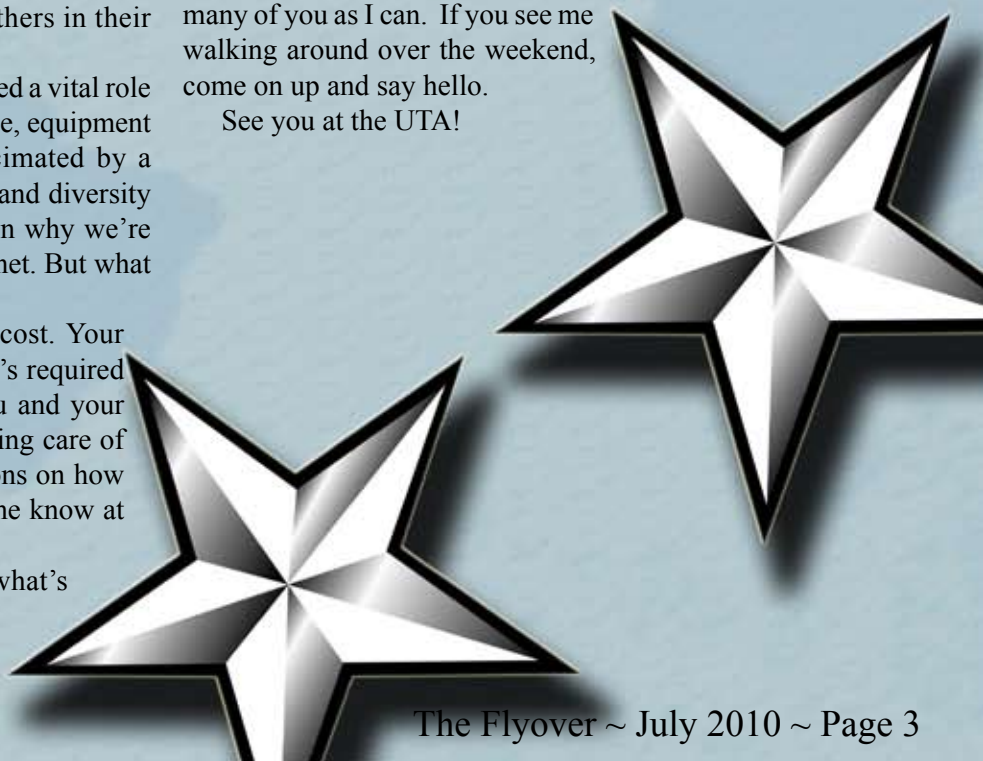 thers in their
ed a vital role
e, equipment
cimated by a
and diversity
n why we're
net. But what
cost. Your
's required
u and your
ing care of
ons on how
ne know at
what's
many of you as I can. If you see me
walking around over the weekend,
come on up and say hello.
See you at the UTA!
The Flyover ~ July 2010 ~ Page 3